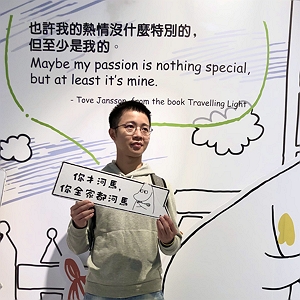 也許我的熱情沒什麼特別的，
但至少是我的。
Maybe my passion is nothing special,
but at least it's mine.
- Tove Jansson, from the book Travelling Light
你才河馬，
你全家都河馬